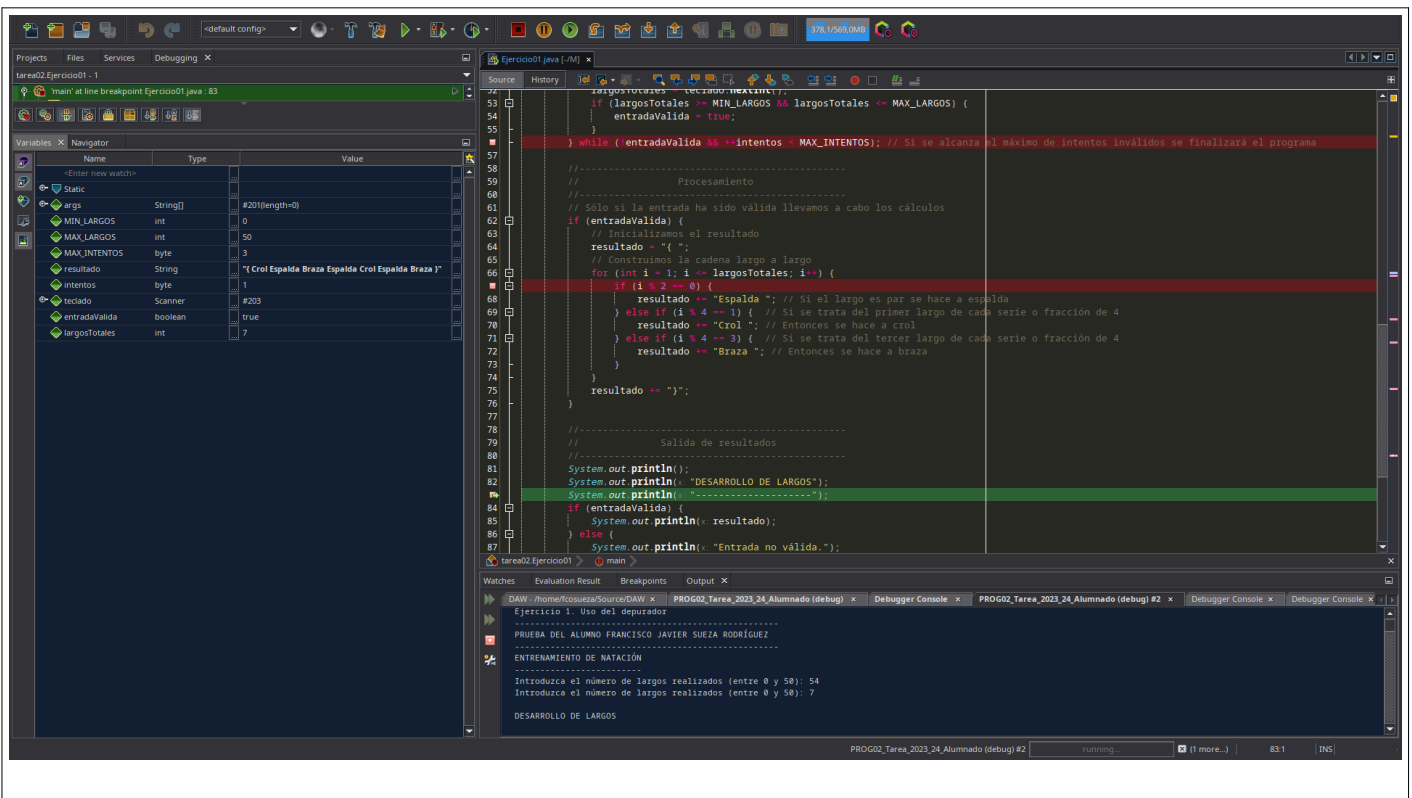 <default config>
378,1/569,0MB
Projects Files Services Debugging
tarea02.Ejercicio01 - 1
'main' at line breakpoint Ejercicio01.java : 83
Variables Navigator
Name Type Value
<Enter new watch>
Static
args String[] #201(length=0)
MIN_LARGOS int 0
MAX_LARGOS int 50
MAX_INTENTOS byte 3
resultado String "{ Crol Espalda Braza Espalda Crol Espalda Braza }"
intentos byte 1
teclado Scanner #203
entradaValida boolean true
largosTotales int 7
Ejercicio01.java [-/M]
Source History
52 largosTotales = teclado.nextInt();
53 if (largosTotales >= MIN_LARGOS && largosTotales <= MAX_LARGOS) {
54 entradaValida = true;
55 }
} while (!entradaValida && ++intentos < MAX_INTENTOS); // Si se alcanza el máximo de intentos inválidos se finalizará el programa
57
58 //----------------------------------------------
59 // Procesamiento
60 //----------------------------------------------
61 // Sólo si la entrada ha sido válida llevamos a cabo los cálculos
62 if (entradaValida) {
63 // Inicializamos el resultado
64 resultado = "{ ";
65 // Construimos la cadena largo a largo
66 for (int i = 1; i <= largosTotales; i++) {
if (i % 2 == 0) {
68 resultado += "Espalda "; // Si el largo es par se hace a espalda
69 } else if (i % 4 == 1) { // Si se trata del primer largo de cada serie o fracción de 4
70 resultado += "Crol "; // Entonces se hace a crol
71 } else if (i % 4 == 3) { // Si se trata del tercer largo de cada serie o fracción de 4
72 resultado += "Braza "; // Entonces se hace a braza
73 }
74 }
75 resultado += "}";
76 }
77
78 //----------------------------------------------
79 // Salida de resultados
80 //----------------------------------------------
81 System.out.println();
82 System.out.println(x: "DESARROLLO DE LARGOS");
System.out.println(x: "--------------------");
84 if (entradaValida) {
85 System.out.println(x: resultado);
86 } else {
87 System.out.println(x: "Entrada no válida.");
tarea02.Ejercicio01 main
Watches Evaluation Result Breakpoints Output
DAW - /home/fcosueza/Source/DAW PROG02_Tarea_2023_24_Alumnado (debug) Debugger Console PROG02_Tarea_2023_24_Alumnado (debug) #2 Debugger Console Debugger Console
Ejercicio 1. Uso del depurador
------------------------------------------------
PRUEBA DEL ALUMNO FRANCISCO JAVIER SUEZA RODRÍGUEZ
------------------------------------------------
ENTRENAMIENTO DE NATACIÓN
-----------------------
Introduzca el número de largos realizados (entre 0 y 50): 54
Introduzca el número de largos realizados (entre 0 y 50): 7
DESARROLLO DE LARGOS
PROG02_Tarea_2023_24_Alumnado (debug) #2 running... (1 more...) 83:1 INS